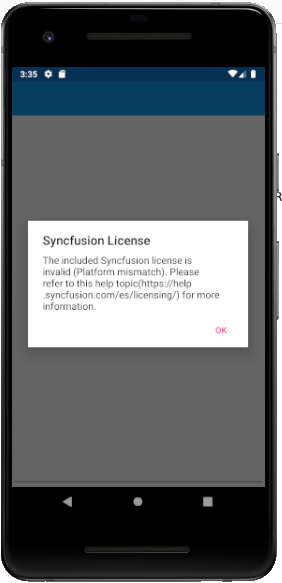 3:35
Syncfusion License
The included Syncfusion license is
invalid (Platform mismatch). Please
refer to this help topic(https://help
.syncfusion.com/es/licensing/) for more
information.
OK
R